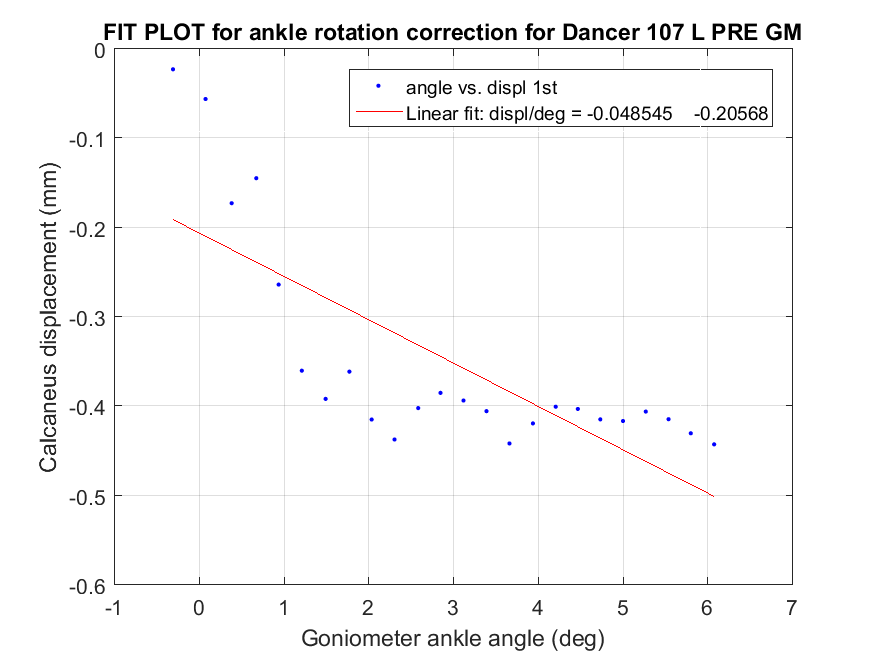 FIT PLOT for ankle rotation correction for Dancer 107 L PRE GM
angle vs. displ 1st
Linear fit: displ/deg = -0.048545 -0.20568
Calcaneus displacement (mm)
0
-0.1
-0.2
-0.3
-0.4
-0.5
-0.6
-1 0 1 2 3 4 5 6 7
Goniometer ankle angle (deg)